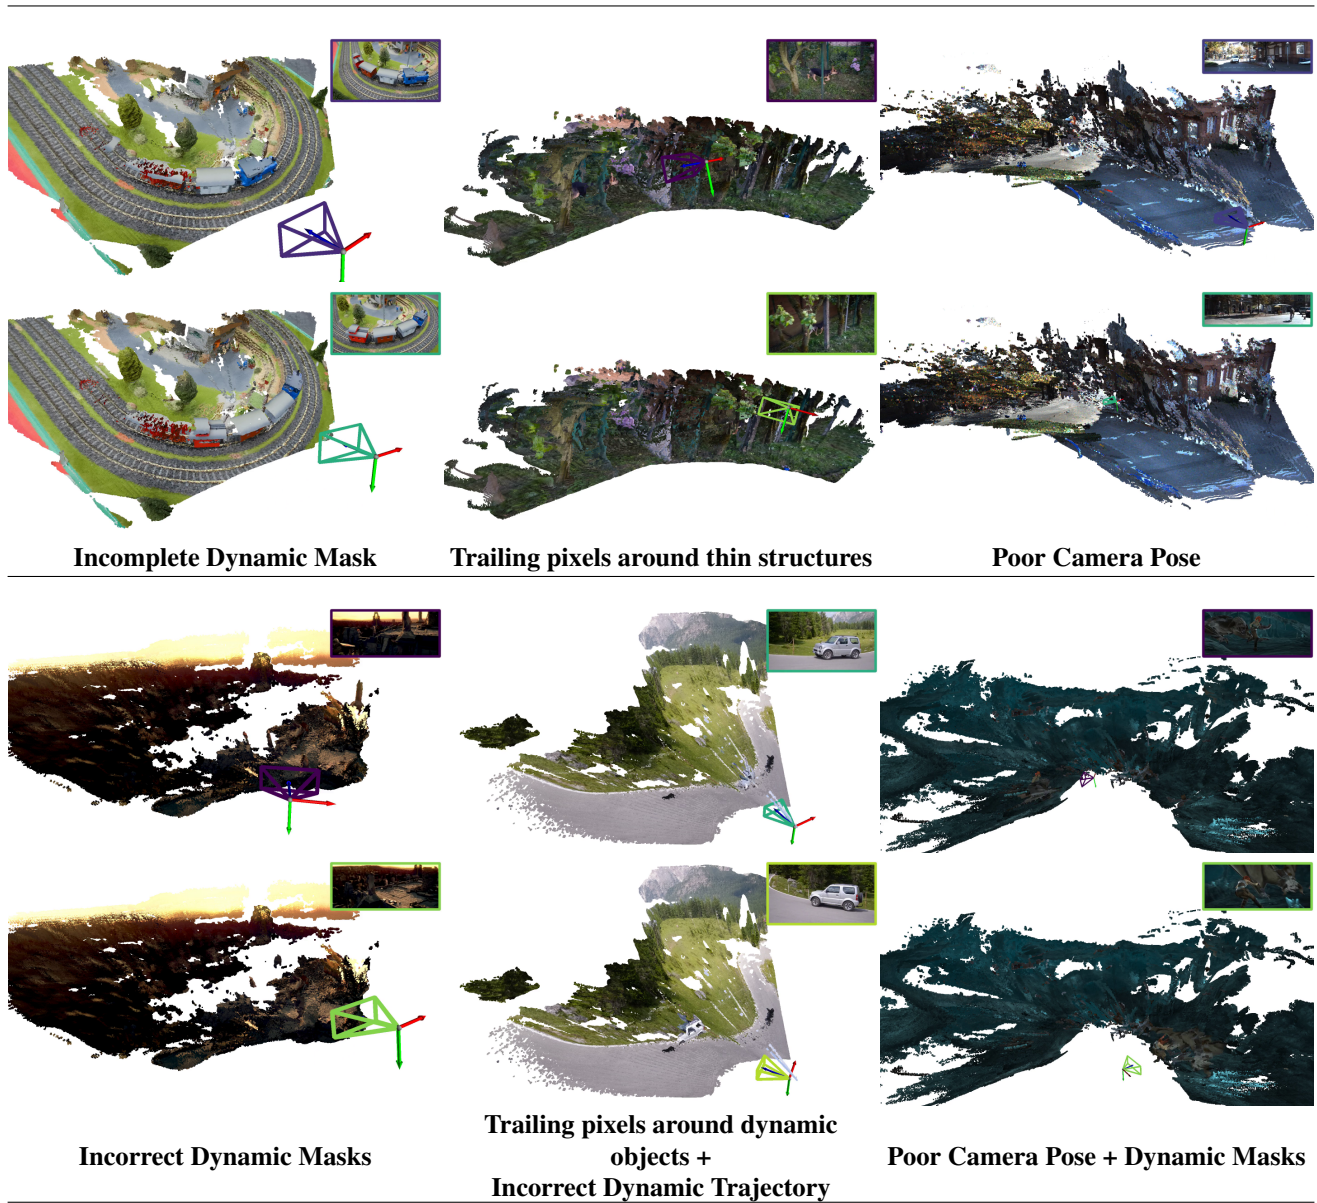 Incomplete Dynamic Mask
Trailing pixels around thin structures
Poor Camera Pose
Incorrect Dynamic Masks
Trailing pixels around dynamic
objects +
Incorrect Dynamic Trajectory
Poor Camera Pose + Dynamic Masks